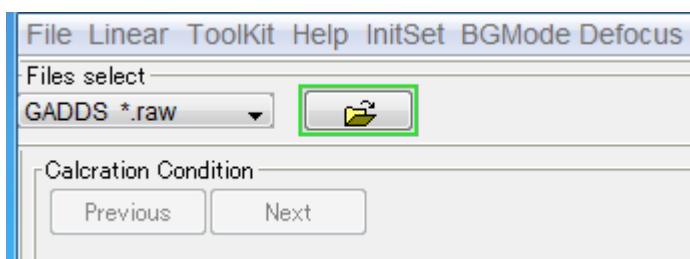 File Linear ToolKit Help InitSet BGMode Defocus
Files select
GADDS *.raw
Calcration Condition
Previous Next